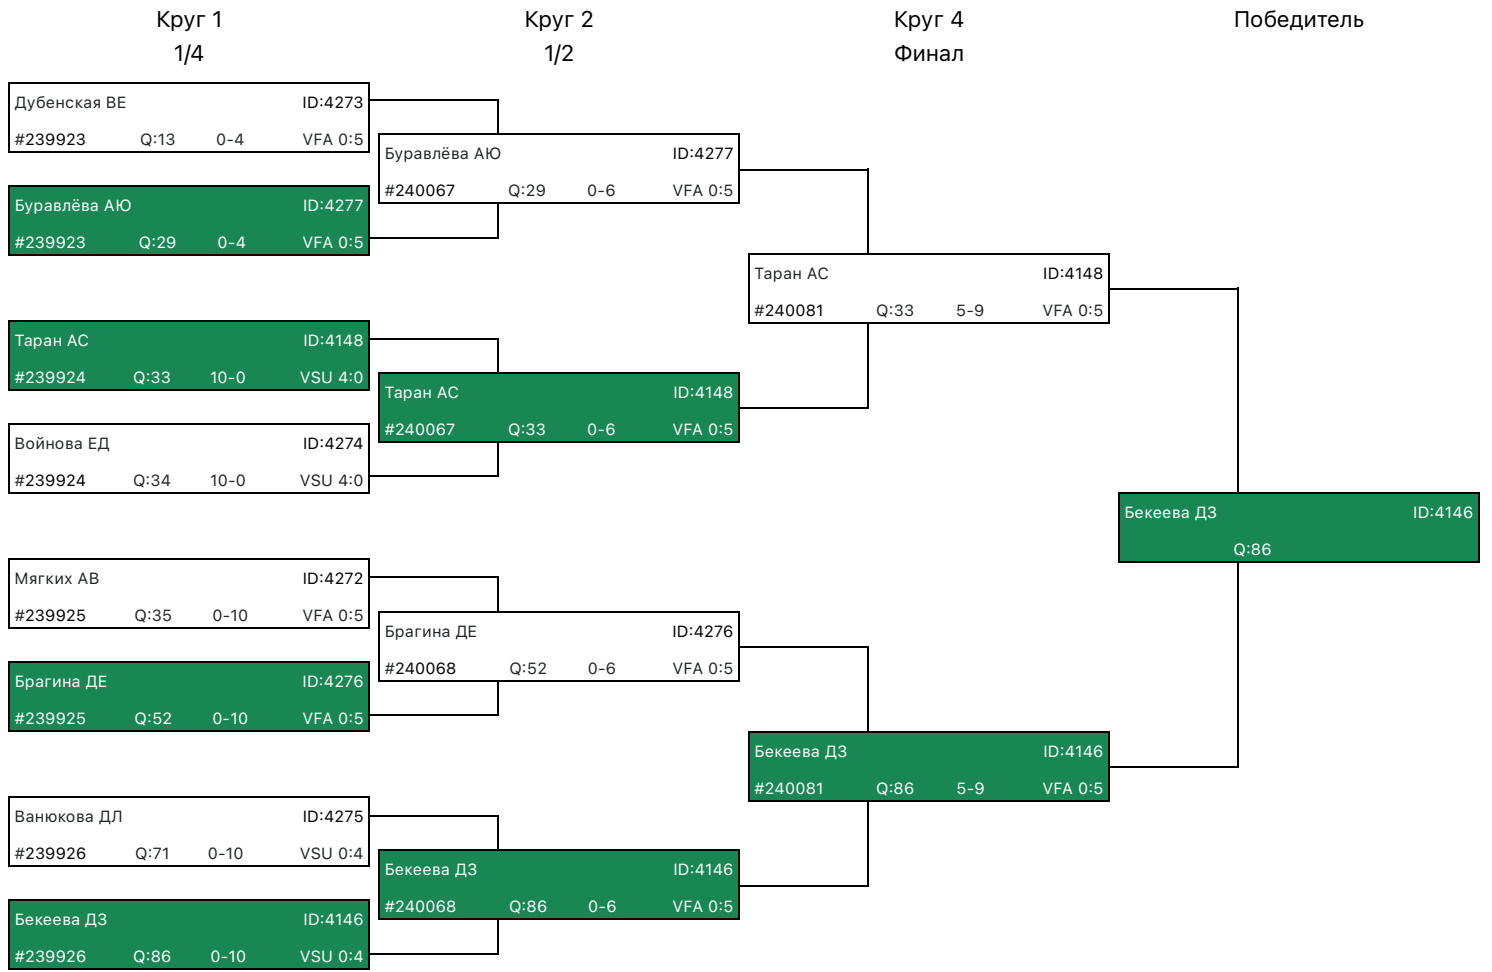 Круг 1
1/4
Круг 2
1/2
Круг 4
Финал
Победитель
Дубенская ВЕ ID:4273
#239923 Q:13 0-4 VFA 0:5
Буравлёва АЮ ID:4277
#239923 Q:29 0-4 VFA 0:5
Таран АС ID:4148
#239924 Q:33 10-0 VSU 4:0
Войнова ЕД ID:4274
#239924 Q:34 10-0 VSU 4:0
Мягких АВ ID:4272
#239925 Q:35 0-10 VFA 0:5
Брагина ДЕ ID:4276
#239925 Q:52 0-10 VFA 0:5
Ванюкова ДЛ ID:4275
#239926 Q:71 0-10 VSU 0:4
Бекеева ДЗ ID:4146
#239926 Q:86 0-10 VSU 0:4
Буравлёва АЮ ID:4277
#240067 Q:29 0-6 VFA 0:5
Таран АС ID:4148
#240067 Q:33 0-6 VFA 0:5
Брагина ДЕ ID:4276
#240068 Q:52 0-6 VFA 0:5
Бекеева ДЗ ID:4146
#240068 Q:86 0-6 VFA 0:5
Таран АС ID:4148
#240081 Q:33 5-9 VFA 0:5
Бекеева ДЗ ID:4146
#240081 Q:86 5-9 VFA 0:5
Бекеева ДЗ ID:4146
Q:86